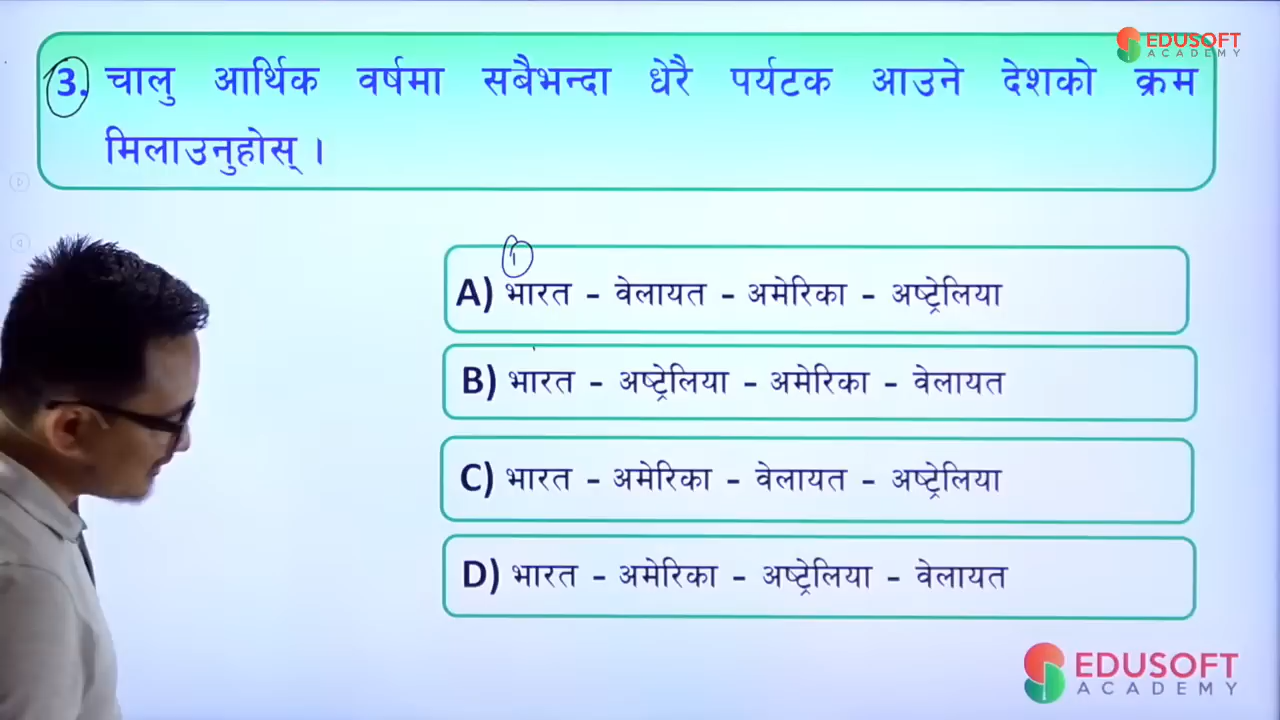 EDUSOFT
ACADEMY
3. चालु आर्थिक वर्षमा सबैभन्दा धेरै पर्यटक आउने देशको क्रम
मिलाउनुहोस् ।
1
A) भारत - वेलायत - अमेरिका - अष्ट्रेलिया
B) भारत - अष्ट्रेलिया - अमेरिका - वेलायत
C) भारत - अमेरिका - वेलायत - अष्ट्रेलिया
D) भारत - अमेरिका - अष्ट्रेलिया - वेलायत
EDUSOFT
ACADEMY